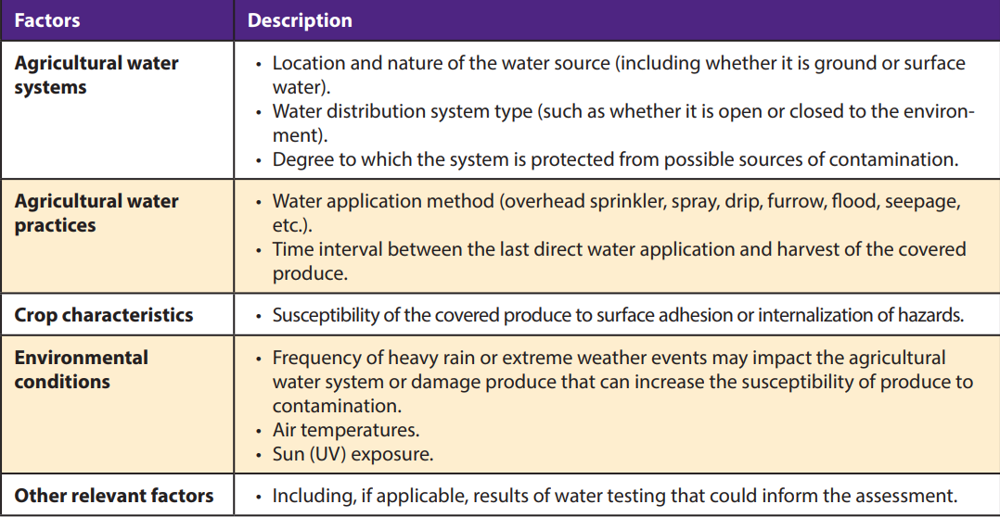 Factors
Description
Agricultural water
systems
• Location and nature of the water source (including whether it is ground or surface
water).
• Water distribution system type (such as whether it is open or closed to the environ-
ment).
• Degree to which the system is protected from possible sources of contamination.
Agricultural water
practices
• Water application method (overhead sprinkler, spray, drip, furrow, flood, seepage,
etc.).
• Time interval between the last direct water application and harvest of the covered
produce.
Crop characteristics
• Susceptibility of the covered produce to surface adhesion or internalization of hazards.
Environmental
conditions
• Frequency of heavy rain or extreme weather events may impact the agricultural
water system or damage produce that can increase the susceptibility of produce to
contamination.
• Air temperatures.
• Sun (UV) exposure.
Other relevant factors
• Including, if applicable, results of water testing that could inform the assessment.